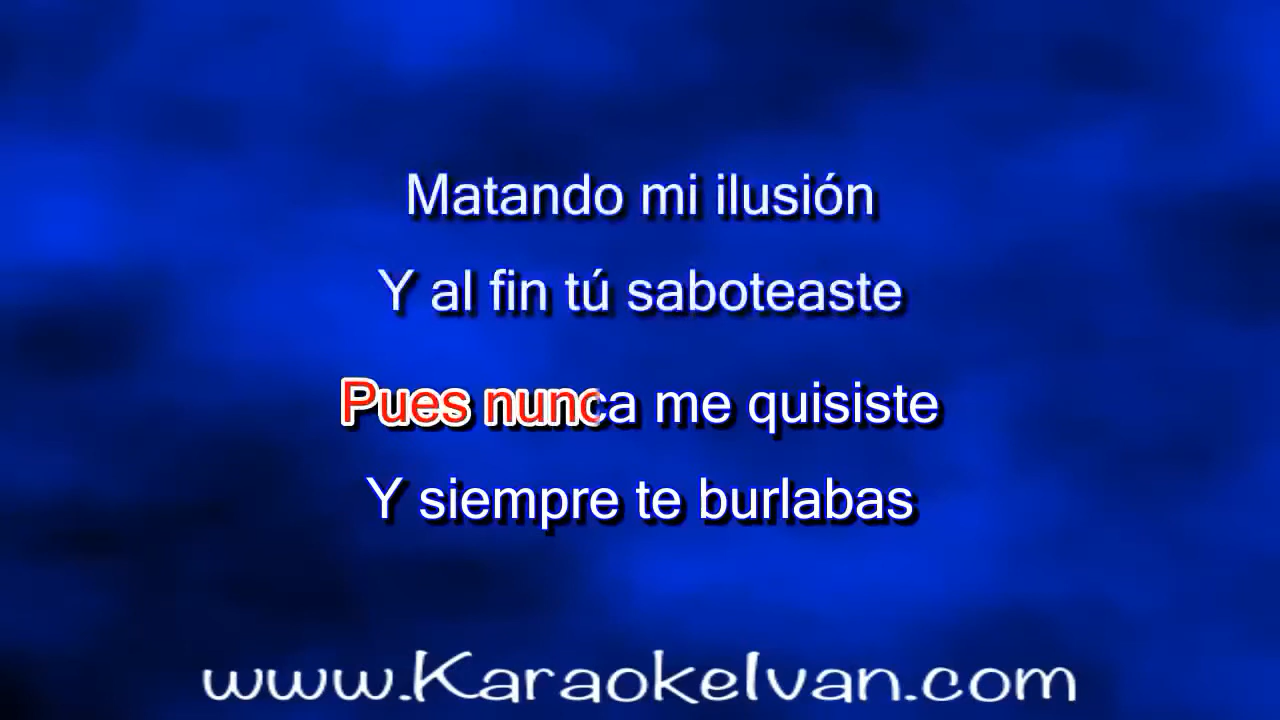 Matando mi ilusión
Y al fin tú saboteaste
Pues nunca me quisiste
Y siempre te burlabas
www.KaraokeIvan.com